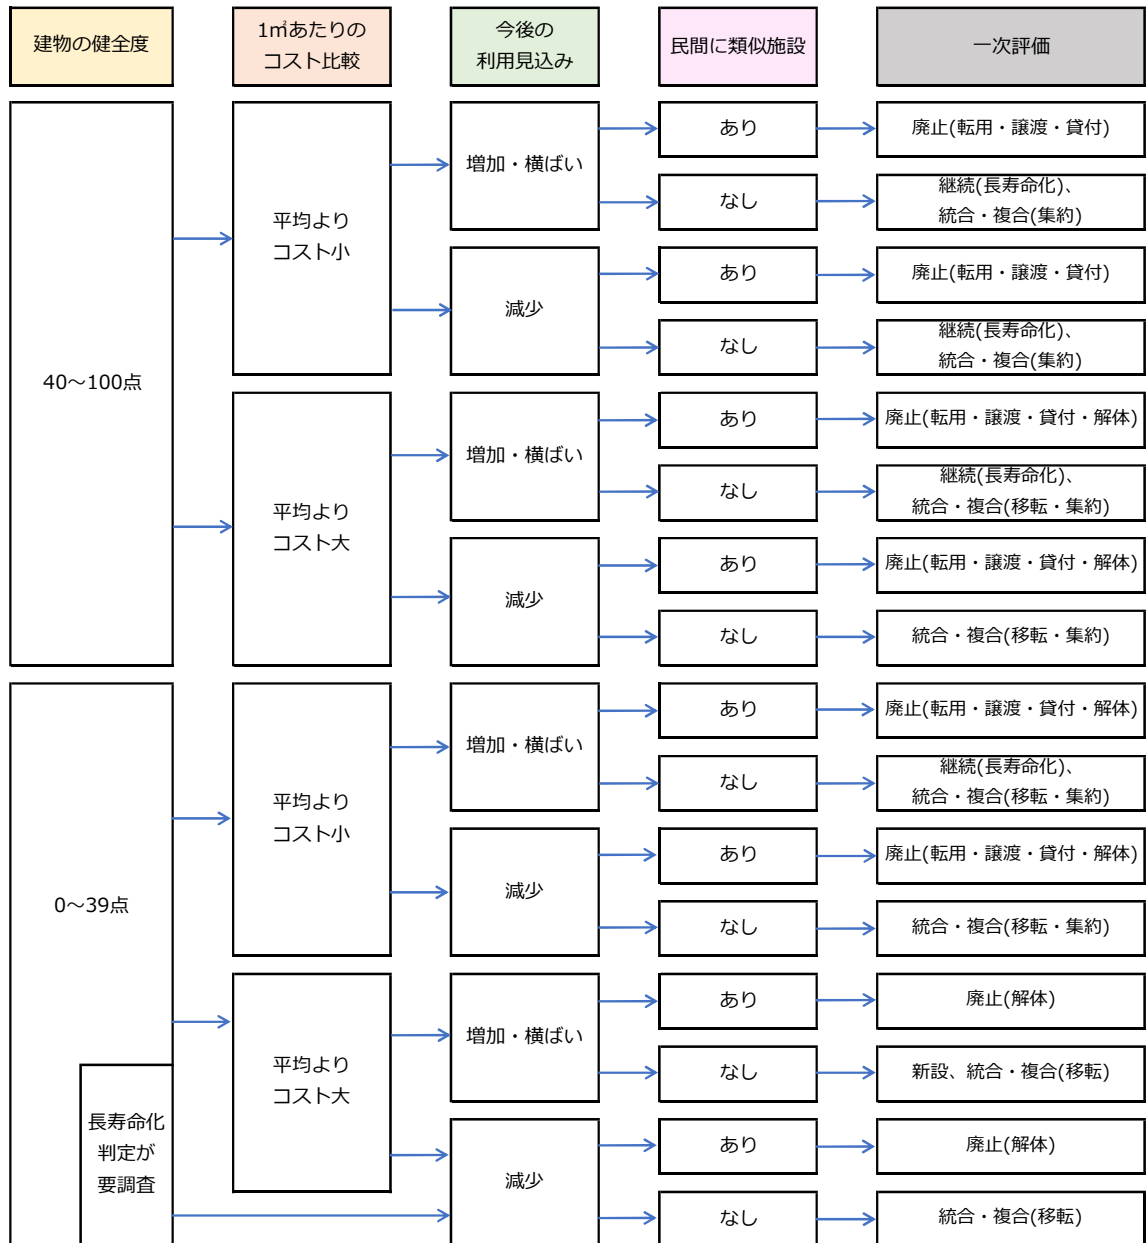 建物の健全度
1㎡あたりの
コスト比較
今後の
利用見込み
民間に類似施設
一次評価
40～100点
平均より
コスト小
増加・横ばい
あり
廃止(転用・譲渡・貸付)
なし
継続(長寿命化)、
統合・複合(集約)
減少
あり
廃止(転用・譲渡・貸付)
なし
継続(長寿命化)、
統合・複合(集約)
平均より
コスト大
増加・横ばい
あり
廃止(転用・譲渡・貸付・解体)
なし
継続(長寿命化)、
統合・複合(移転・集約)
減少
あり
廃止(転用・譲渡・貸付・解体)
なし
統合・複合(移転・集約)
0～39点
平均より
コスト小
増加・横ばい
あり
廃止(転用・譲渡・貸付・解体)
なし
継続(長寿命化)、
統合・複合(移転・集約)
減少
あり
廃止(転用・譲渡・貸付・解体)
なし
統合・複合(移転・集約)
平均より
コスト大
増加・横ばい
あり
廃止(解体)
なし
新設、統合・複合(移転)
長寿命化
判定が
要調査
減少
あり
廃止(解体)
なし
統合・複合(移転)